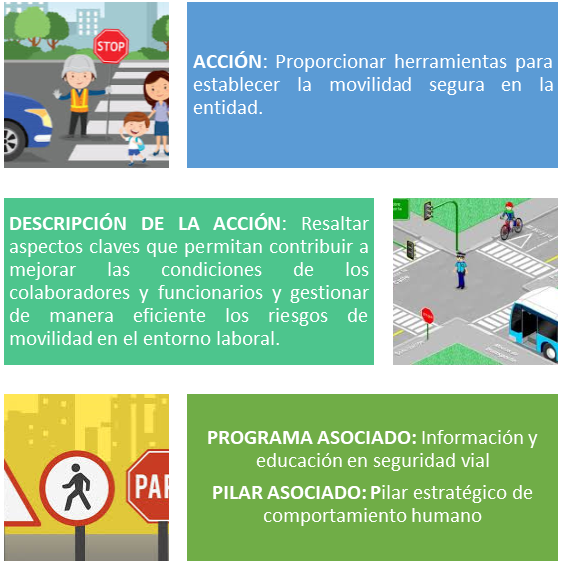 STOP
ACCIÓN: Proporcionar herramientas para
establecer la movilidad segura en la
entidad.
DESCRIPCIÓN DE LA ACCIÓN: Resaltar
aspectos claves que permitan contribuir a
mejorar las condiciones de los
colaboradores y funcionarios y gestionar
de manera eficiente los riesgos de
movilidad en el entorno laboral.
PAR
PROGRAMA ASOCIADO: Información y
educación en seguridad vial
PILAR ASOCIADO: Pilar estratégico de
comportamiento humano